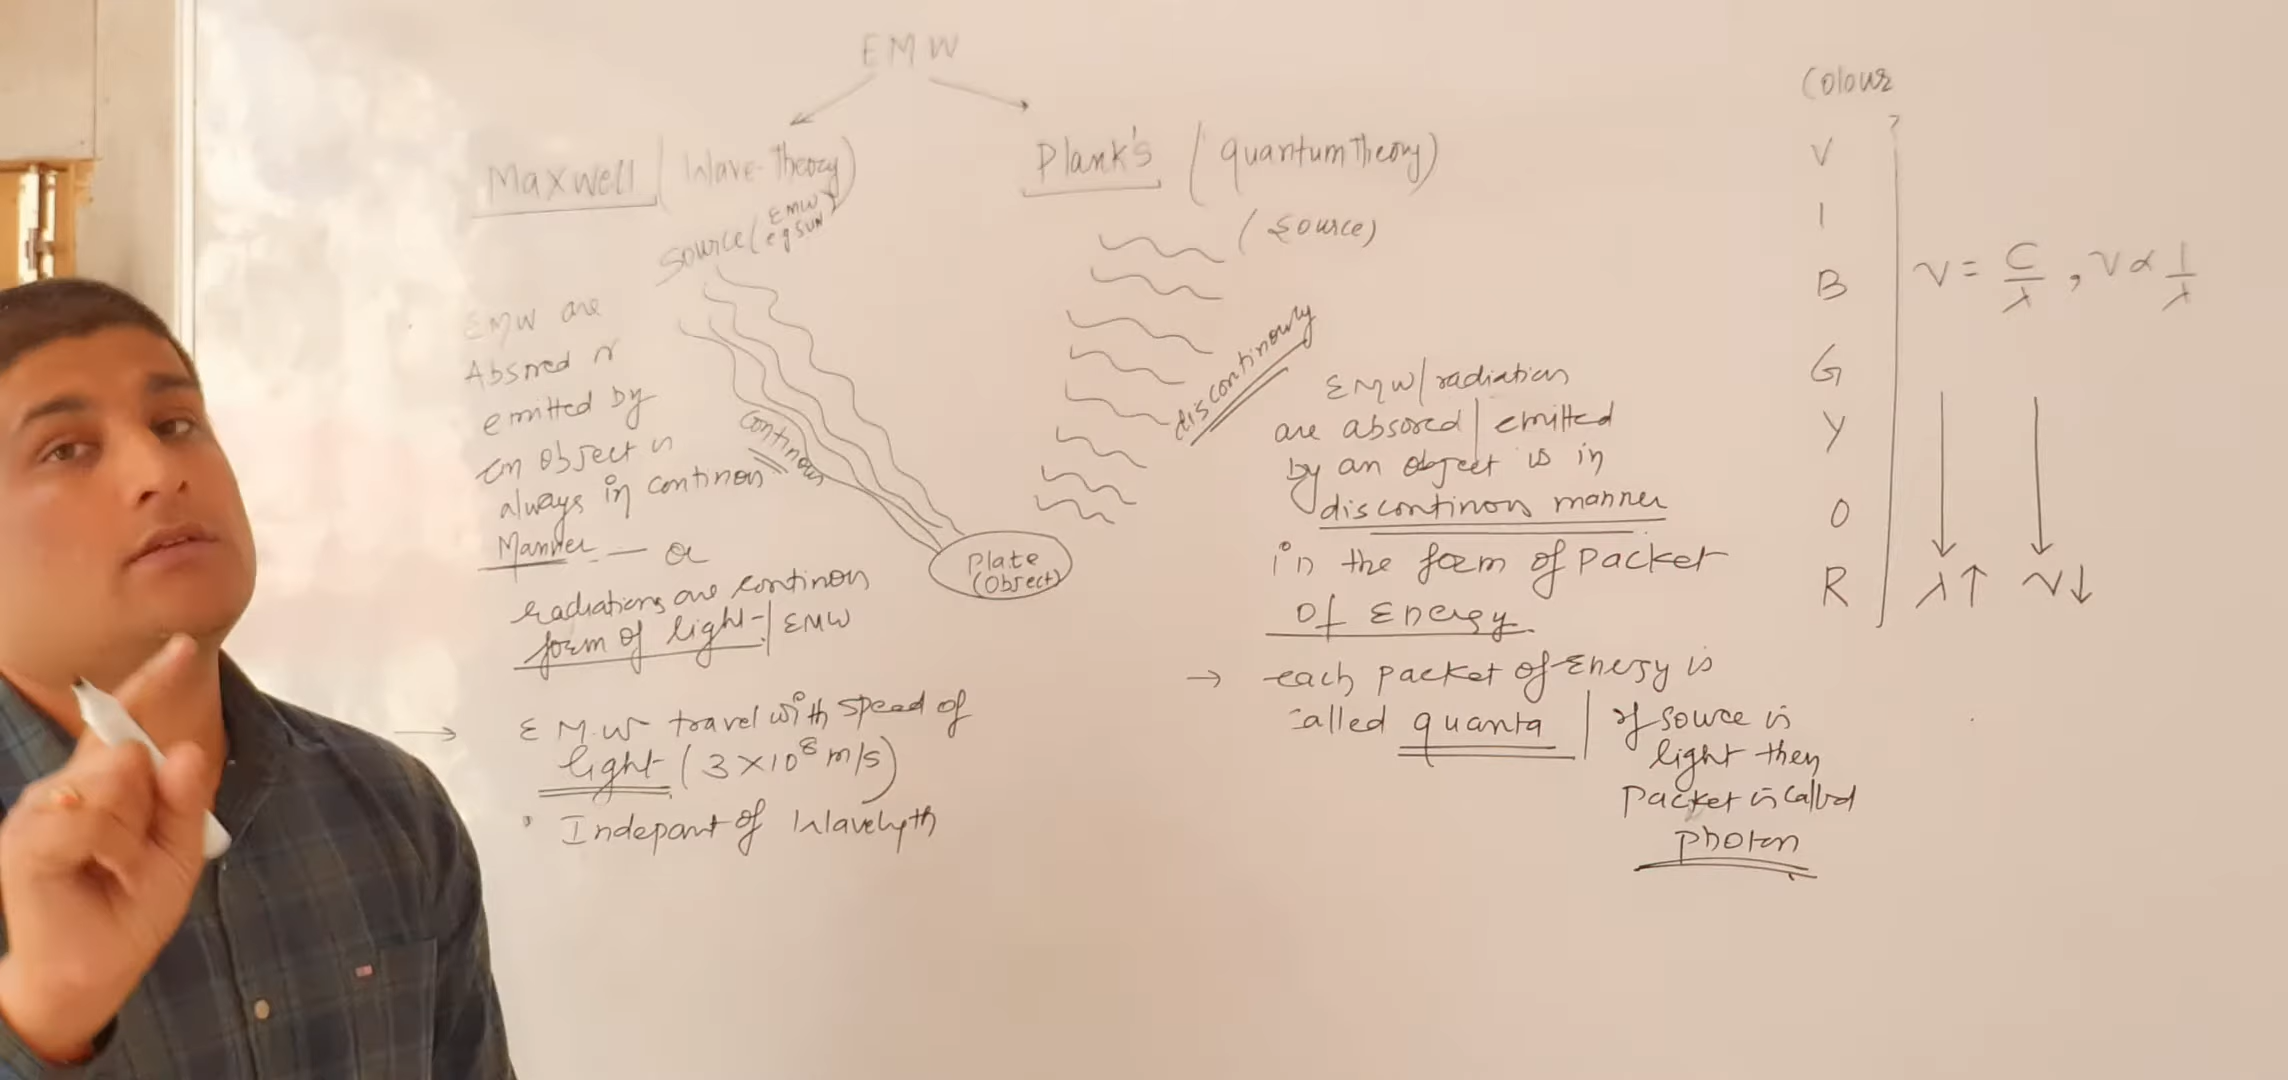 EMW
Maxwell (Wave-Theory)
Source (EMW
eg SUN)
EMW are
Absored or
emitted by
an object is
always in continous
Manner — or
radiations are continous
form of light | EMW
continous
Plate
(Object)
→ E M.W travel with speed of
light (3×10⁸ m/s)
• Indepant of Wavelngth
Plank's (quantum Theory)
(Source)
discontinously
EMW/radiation
are absored | emitted
by an object is in
discontinous manner
in the form of packet
of Energy
→ each packet of Energy is
called quanta | if source is
light then
packet is called
photon
Colour
V
I
B
G
Y
O
R
ν = C/λ , ν ∝ 1/λ
λ↑ ν↓